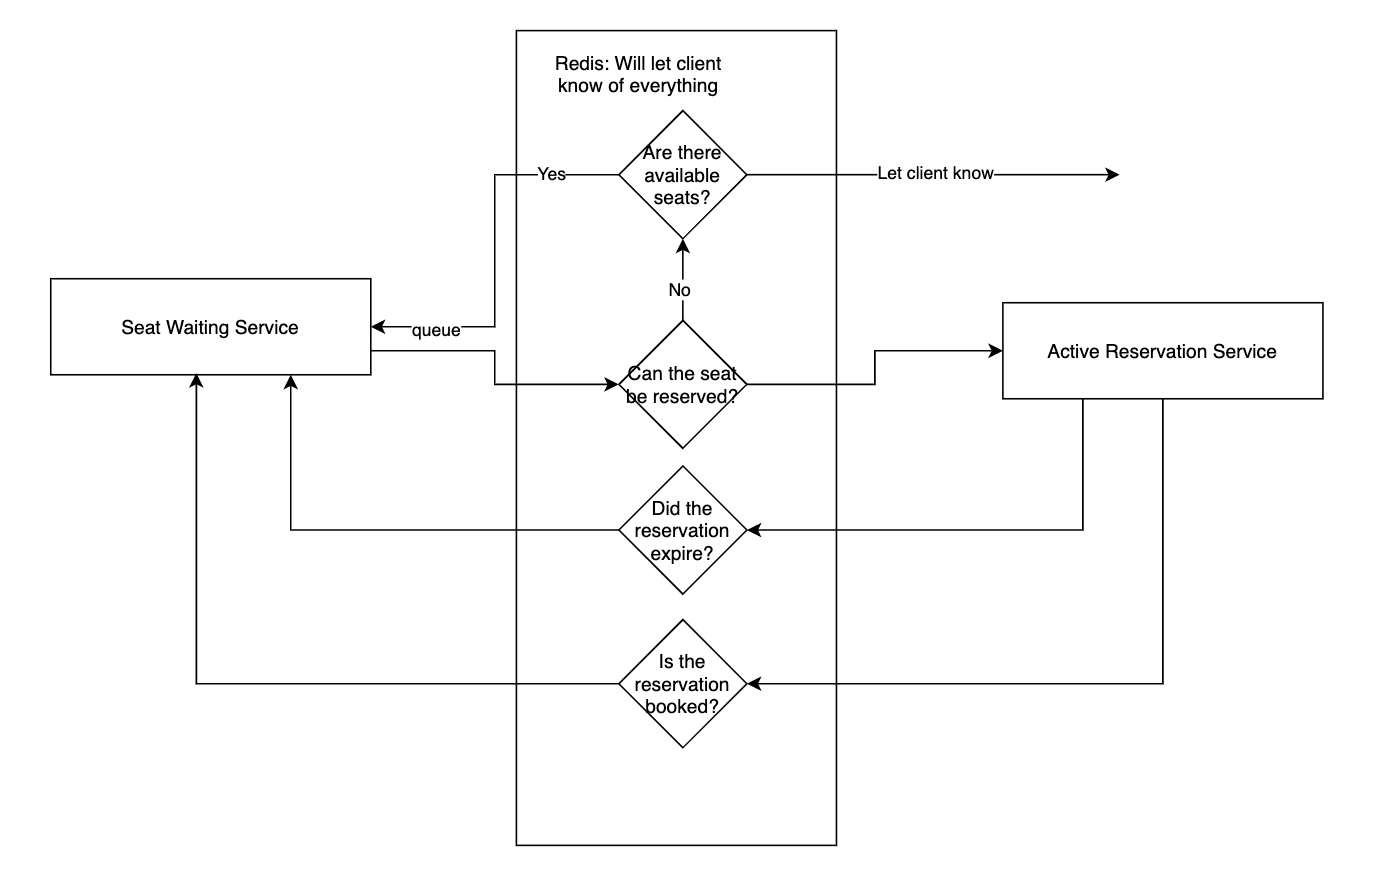 Redis: Will let client
know of everything
Are there
available
seats?
Yes
Let client know
No
queue
Seat Waiting Service
Can the seat
be reserved?
Active Reservation Service
Did the
reservation
expire?
Is the
reservation
booked?